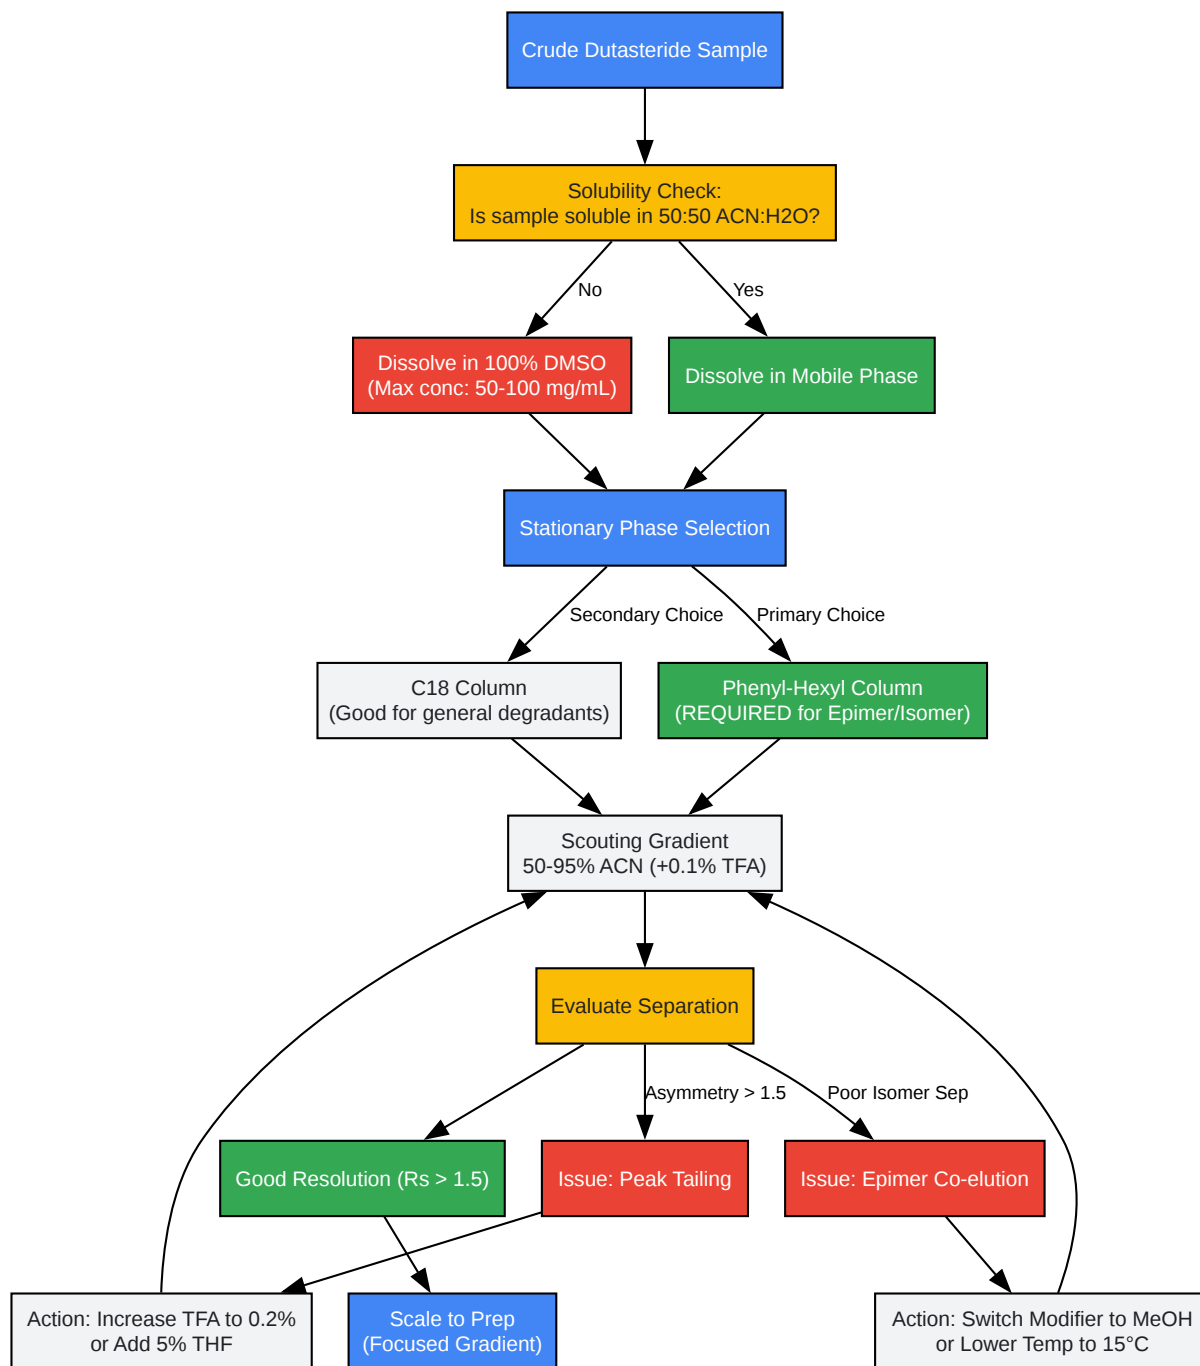 Crude Dutasteride Sample
Solubility Check:
Is sample soluble in 50:50 ACN:H2O?
No
Yes
Dissolve in 100% DMSO
(Max conc: 50-100 mg/mL)
Dissolve in Mobile Phase
Stationary Phase Selection
Secondary Choice
Primary Choice
C18 Column
(Good for general degradants)
Phenyl-Hexyl Column
(REQUIRED for Epimer/Isomer)
Scouting Gradient
50-95% ACN (+0.1% TFA)
Evaluate Separation
Asymmetry > 1.5
Poor Isomer Sep
Good Resolution (Rs > 1.5)
Issue: Peak Tailing
Issue: Epimer Co-elution
Action: Increase TFA to 0.2%
or Add 5% THF
Scale to Prep
(Focused Gradient)
Action: Switch Modifier to MeOH
or Lower Temp to 15°C